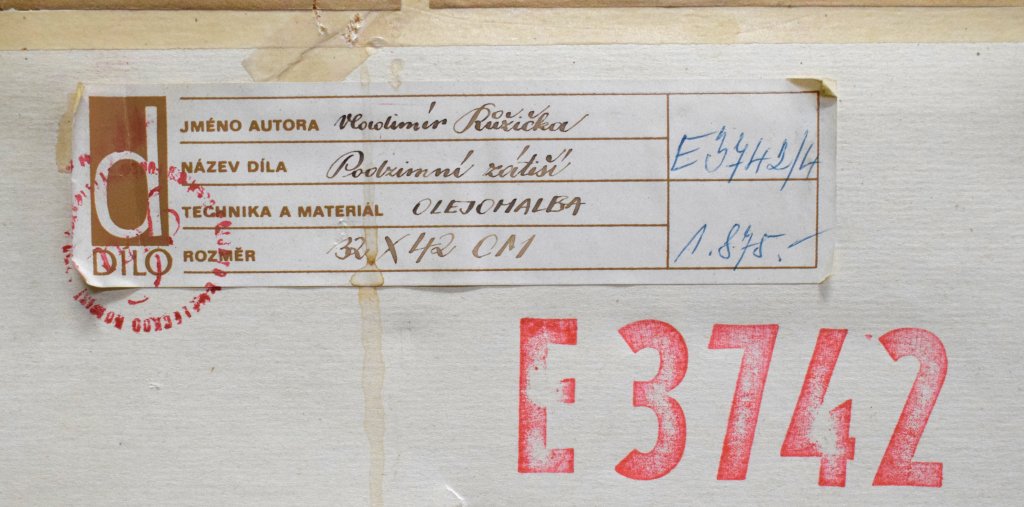 d
DÍLO
JMÉNO AUTORA Vladimír Růžička
NÁZEV DÍLA Podzimní zátiší
TECHNIKA A MATERIÁL OLEJOMALBA
ROZMĚR 32 X 42 CM
E3742/4
1.875.-
E 3742